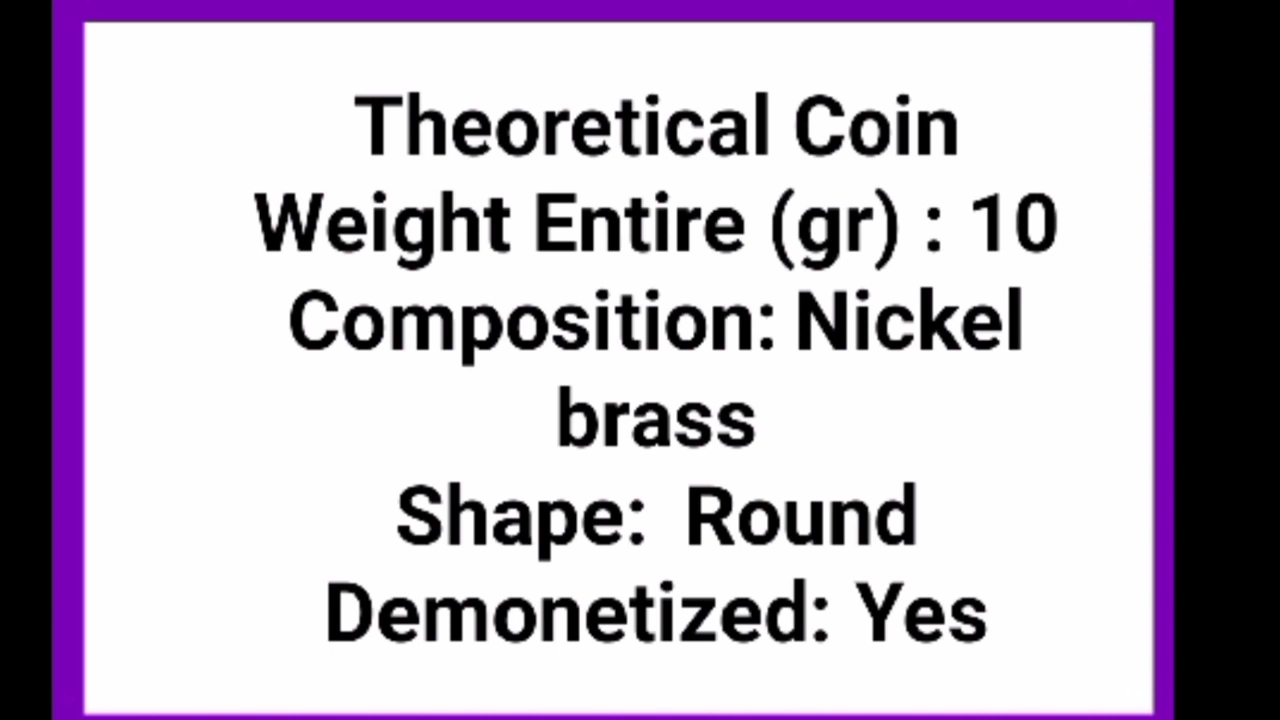 Theoretical Coin
Weight Entire (gr) : 10
Composition: Nickel
brass
Shape: Round
Demonetized: Yes